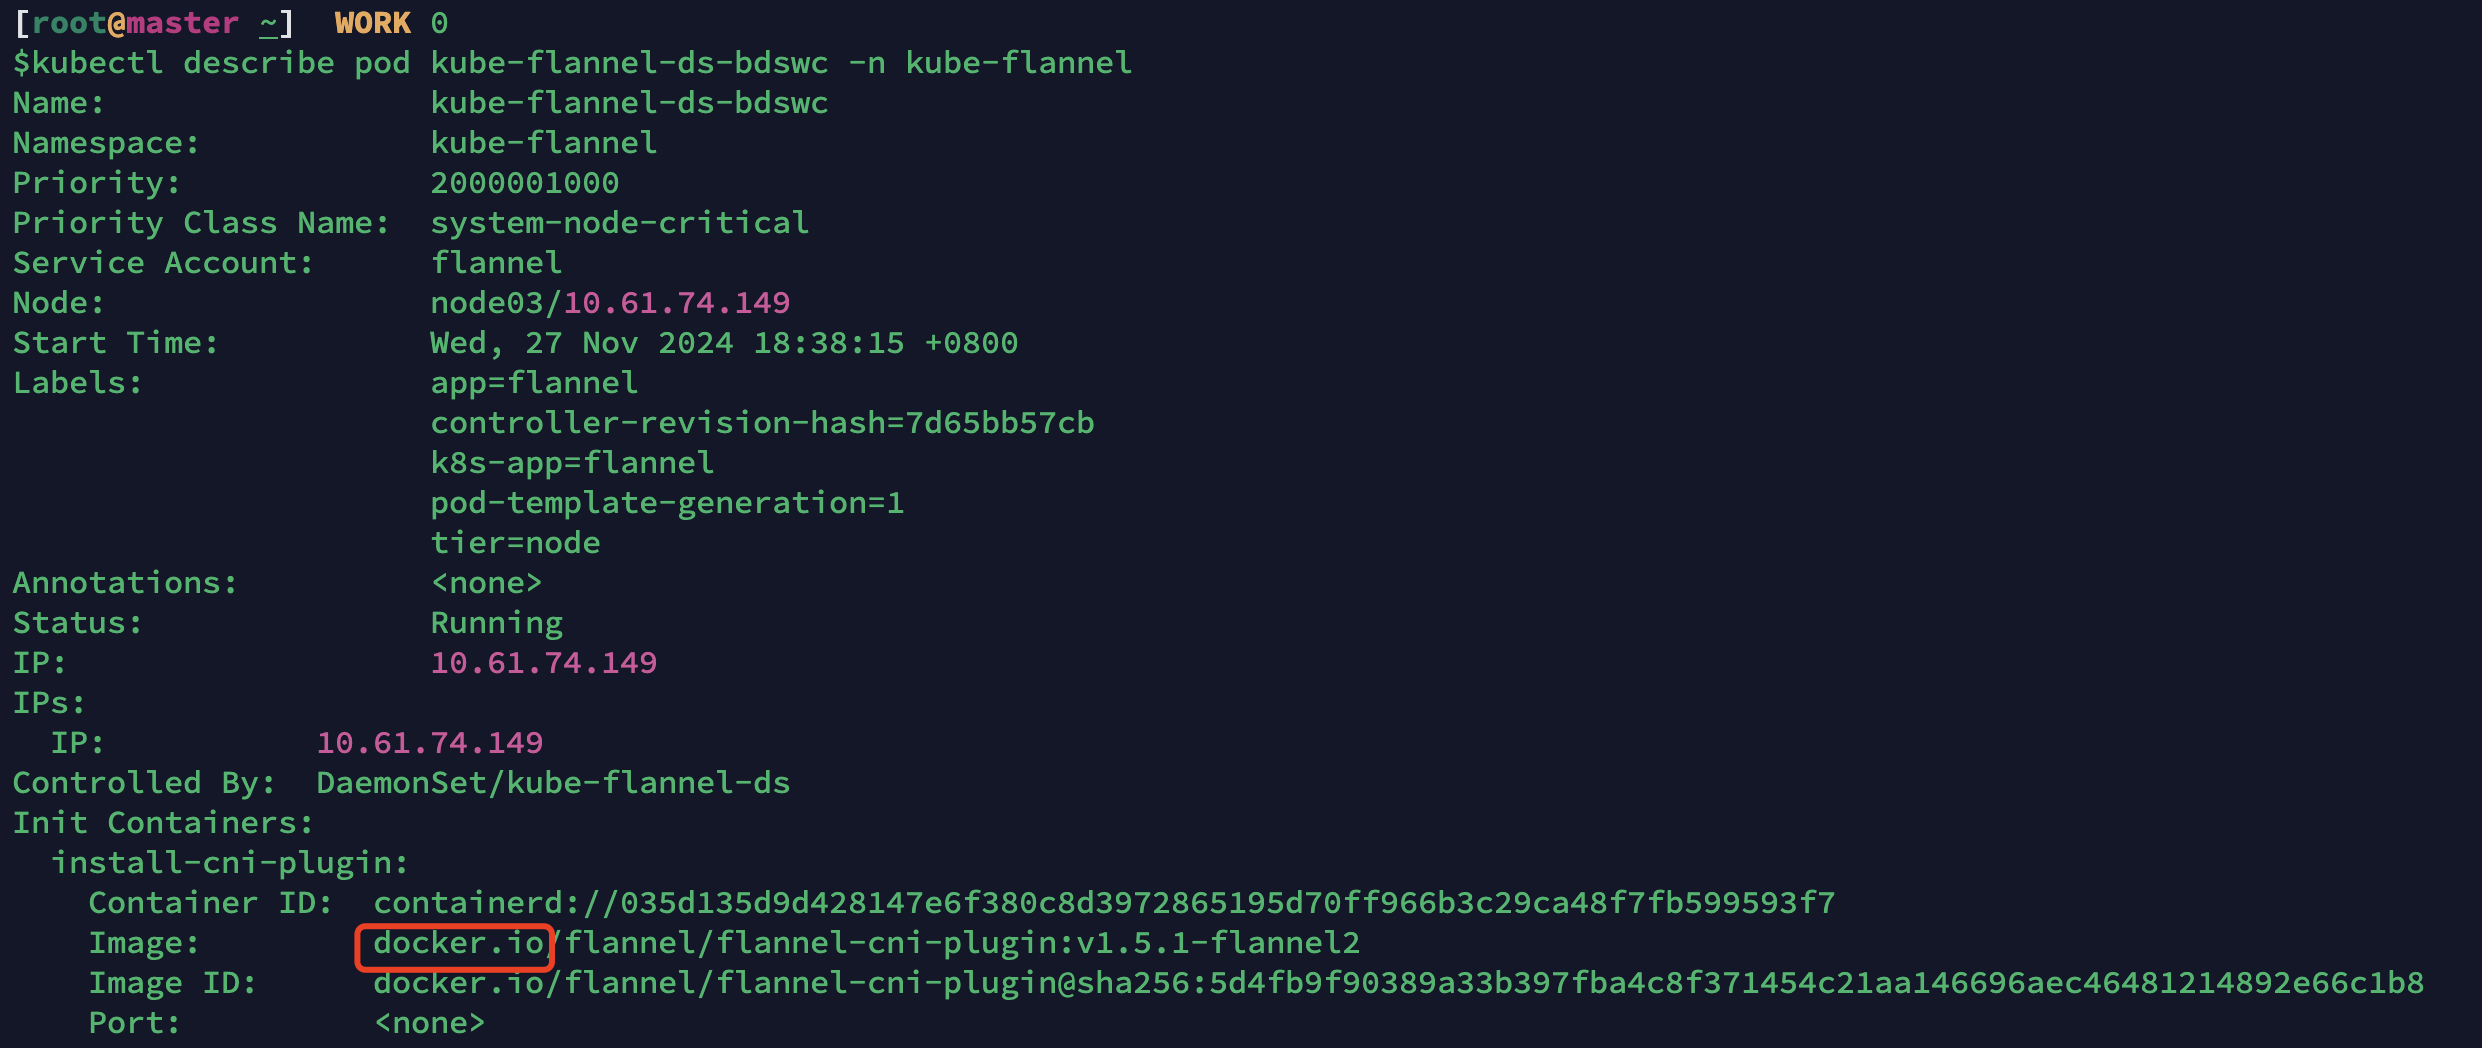 [root@master ~]  WORK 0
$kubectl describe pod kube-flannel-ds-bdswc -n kube-flannel
Name:                 kube-flannel-ds-bdswc
Namespace:            kube-flannel
Priority:             2000001000
Priority Class Name:  system-node-critical
Service Account:      flannel
Node:                 node03/10.61.74.149
Start Time:           Wed, 27 Nov 2024 18:38:15 +0800
Labels:               app=flannel
                      controller-revision-hash=7d65bb57cb
                      k8s-app=flannel
                      pod-template-generation=1
                      tier=node
Annotations:          <none>
Status:               Running
IP:                   10.61.74.149
IPs:
  IP:           10.61.74.149
Controlled By:  DaemonSet/kube-flannel-ds
Init Containers:
  install-cni-plugin:
    Container ID:  containerd://035d135d9d428147e6f380c8d3972865195d70ff966b3c29ca48f7fb599593f7
    Image:         docker.io/flannel/flannel-cni-plugin:v1.5.1-flannel2
    Image ID:      docker.io/flannel/flannel-cni-plugin@sha256:5d4fb9f90389a33b397fba4c8f371454c21aa146696aec46481214892e66c1b8
    Port:          <none>